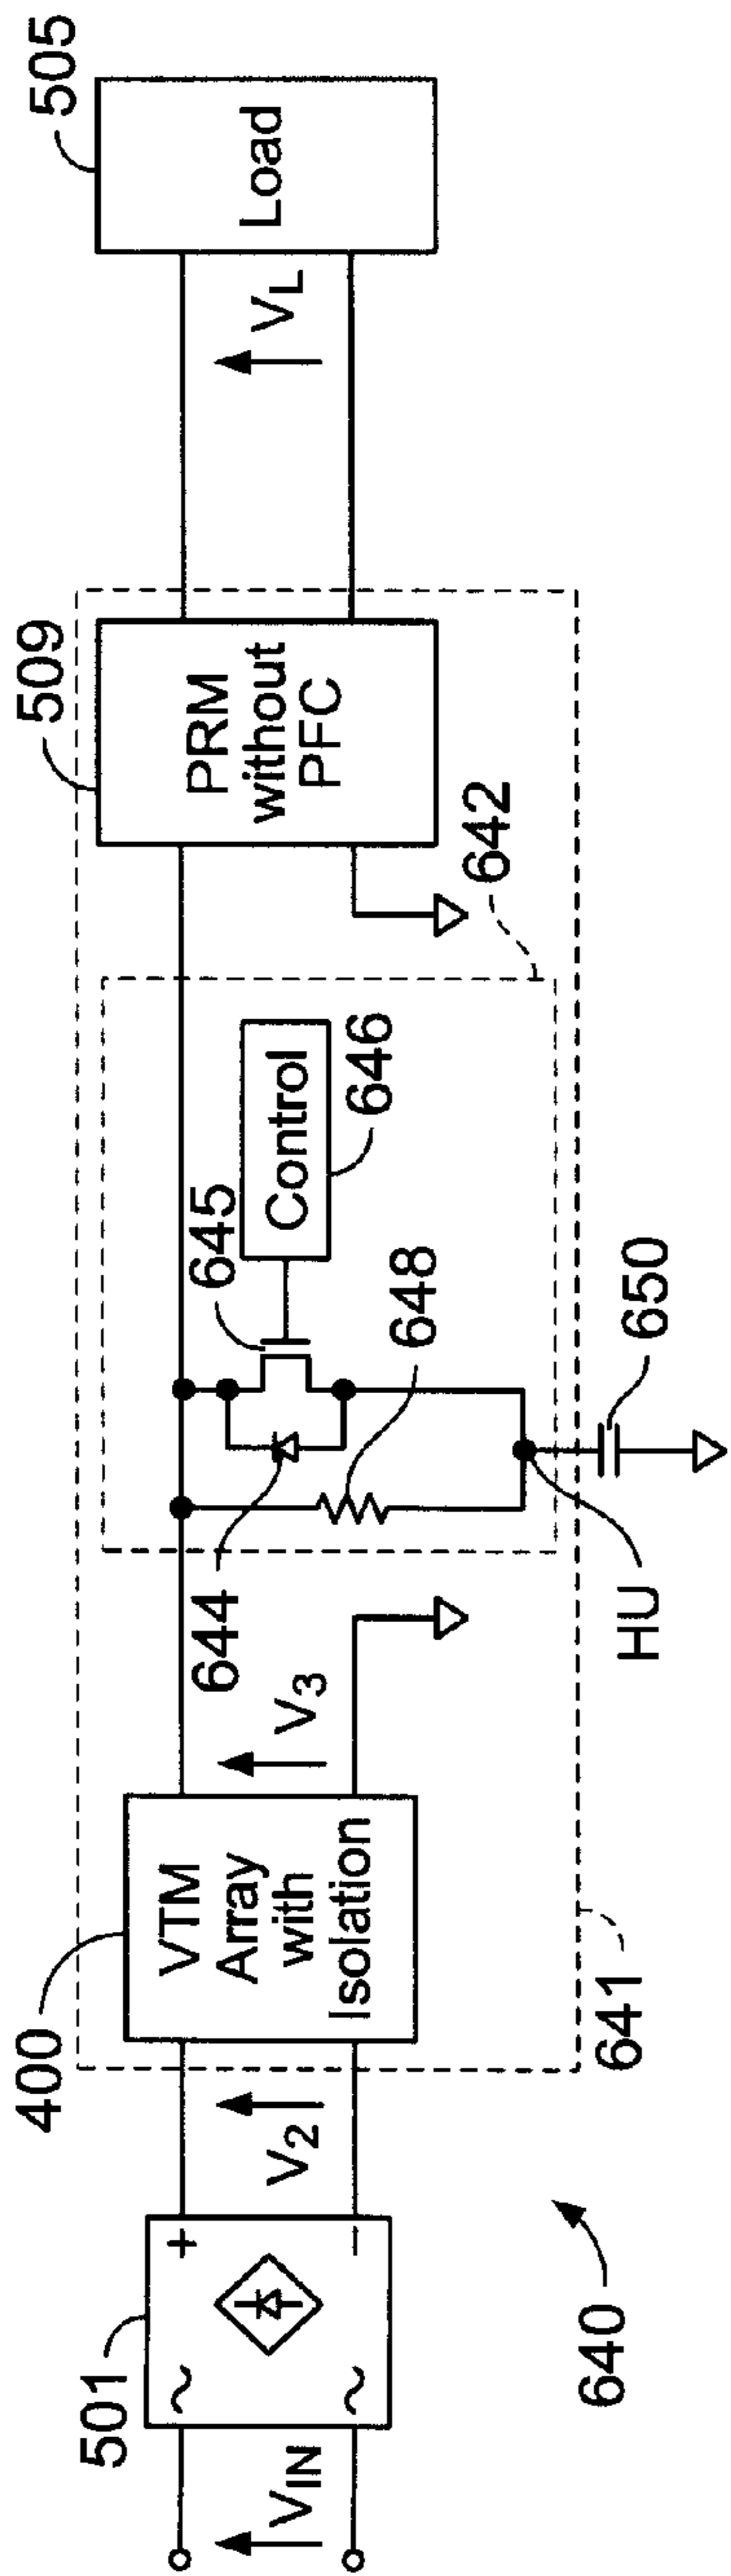 505
Load
VL
509
PRM
without
PFC
642
Control
646
645
648
650
HU
644
V3
VTM
Array
with
Isolation
400
641
V2
+
−
501
~
~
640
VIN